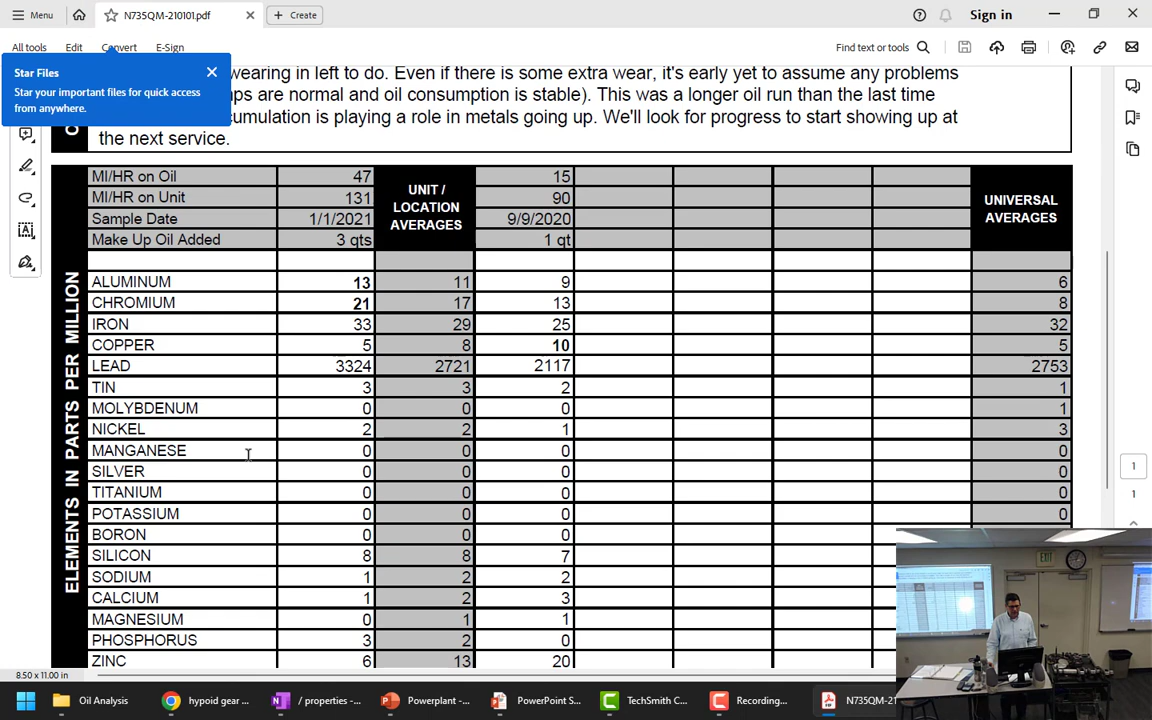 Menu
N735QM-210101.pdf
Create
Sign in
All tools
Edit
Convert
E-Sign
Find text or tools
Star Files
Star your important files for quick access
from anywhere.
wearing in left to do. Even if there is some extra wear, it's early yet to assume any problems
ps are normal and oil consumption is stable). This was a longer oil run than the last time
cumulation is playing a role in metals going up. We'll look for progress to start showing up at
the next service.
MI/HR on Oil 47 15
MI/HR on Unit 131 90
Sample Date 1/1/2021 9/9/2020
Make Up Oil Added 3 qts 1 qt
UNIT /
LOCATION
AVERAGES
UNIVERSAL
AVERAGES
ELEMENTS IN PARTS PER MILLION
ALUMINUM 13 11 9 6
CHROMIUM 21 17 13 8
IRON 33 29 25 32
COPPER 5 8 10 5
LEAD 3324 2721 2117 2753
TIN 3 3 2 1
MOLYBDENUM 0 0 0 1
NICKEL 2 2 1 3
MANGANESE 0 0 0 0
SILVER 0 0 0 0
TITANIUM 0 0 0 0
POTASSIUM 0 0 0 0
BORON 0 0 0
SILICON 8 8 7
SODIUM 1 2 2
CALCIUM 1 2 3
MAGNESIUM 0 1 1
PHOSPHORUS 3 2 0
ZINC 6 13 20
1
1
EXIT
8.50 x 11.00 in
Oil Analysis
hypoid gear ...
/ properties -...
Powerplant -...
PowerPoint S...
TechSmith C...
Recording...
N735QM-21